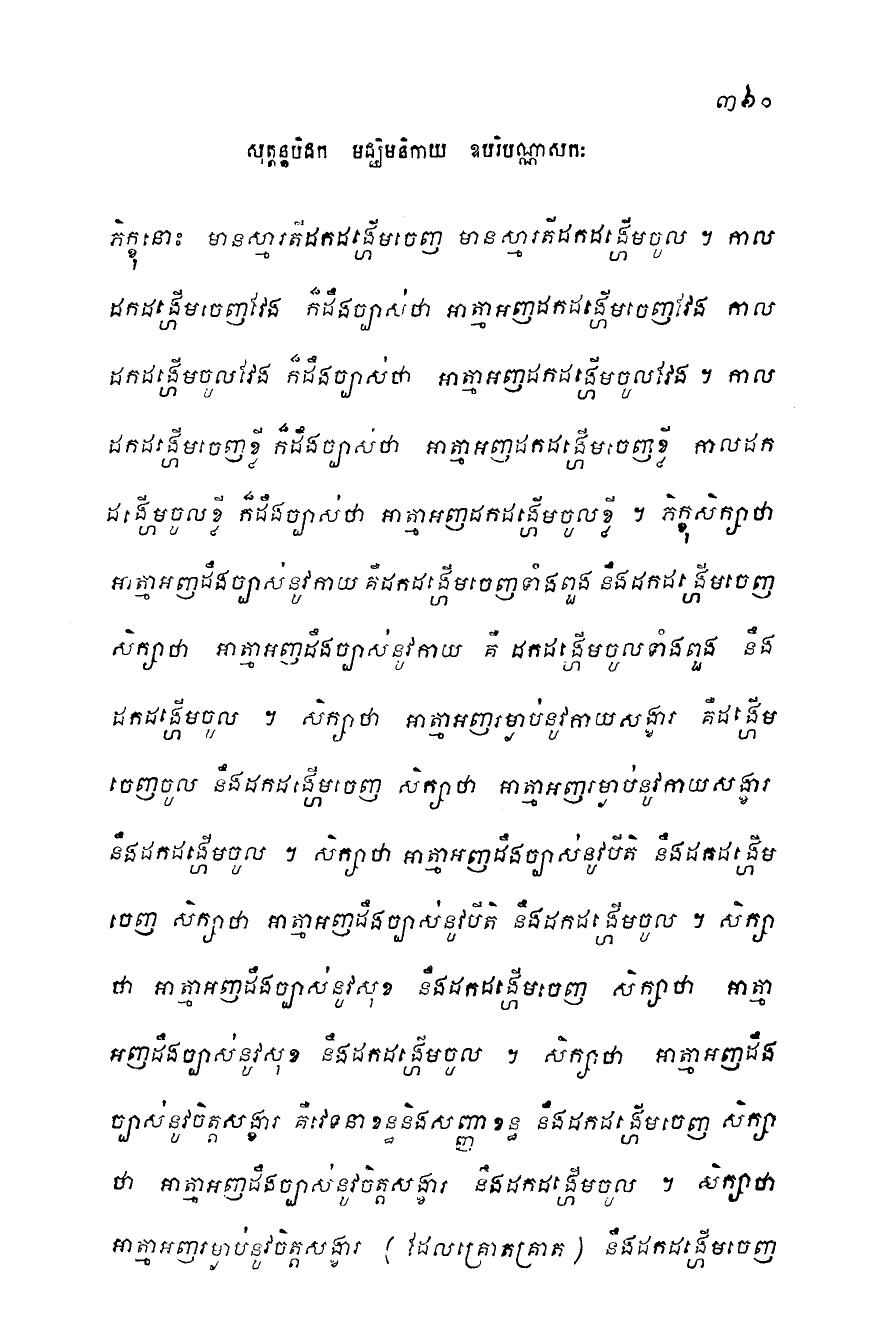 ៣៦០
សុត្តន្តបិដក មជ្ឈិមនិកាយ ឧបរិបណ្ណាសកៈ
ភិក្ខុនោះ មានស្មារតីដកដង្ហើមចេញ មានស្មារតីដកដង្ហើមចូល ។ កាល
ដកដង្ហើមចេញវែង ក៏ដឹងច្បាស់ថា អាត្មាអញដកដង្ហើមចេញវែង កាល
ដកដង្ហើមចូលវែង ក៏ដឹងច្បាស់ថា អាត្មាអញដកដង្ហើមចូលវែង ។ កាល
ដកដង្ហើមចេញខ្លី ក៏ដឹងច្បាស់ថា អាត្មាអញដកដង្ហើមចេញខ្លី កាលដក
ដង្ហើមចូលខ្លី ក៏ដឹងច្បាស់ថា អាត្មាអញដកដង្ហើមចូលខ្លី ។ ភិក្ខុសិក្សាថា
អាត្មាអញដឹងច្បាស់នូវកាយ គឺដកដង្ហើមចេញទាំងពួង នឹងដកដង្ហើមចេញ
សិក្សាថា អាត្មាអញដឹងច្បាស់នូវកាយ គឺ ដកដង្ហើមចូលទាំងពួង នឹង
ដកដង្ហើមចូល ។ សិក្សាថា អាត្មាអញរម្ងាប់នូវកាយសង្ខារ គឺដង្ហើម
ចេញចូល នឹងដកដង្ហើមចេញ សិក្សាថា អាត្មាអញរម្ងាប់នូវកាយសង្ខារ
នឹងដកដង្ហើមចូល ។ សិក្សាថា អាត្មាអញដឹងច្បាស់នូវបីតិ នឹងដកដង្ហើម
ចេញ សិក្សាថា អាត្មាអញដឹងច្បាស់នូវបីតិ នឹងដកដង្ហើមចូល ។ សិក្សា
ថា អាត្មាអញដឹងច្បាស់នូវសុខ នឹងដកដង្ហើមចេញ សិក្សាថា អាត្មា
អញដឹងច្បាស់នូវសុខ នឹងដកដង្ហើមចូល ។ សិក្សាថា អាត្មាអញដឹង
ច្បាស់នូវចិត្តសង្ខារ គឺវេទនាខន្ធនិងសញ្ញាខន្ធ នឹងដកដង្ហើមចេញ សិក្សា
ថា អាត្មាអញដឹងច្បាស់នូវចិត្តសង្ខារ នឹងដកដង្ហើមចូល ។ សិក្សាថា
អាត្មាអញរម្ងាប់នូវចិត្តសង្ខារ ( ដែលគ្រោតគ្រាត ) នឹងដកដង្ហើមចេញ